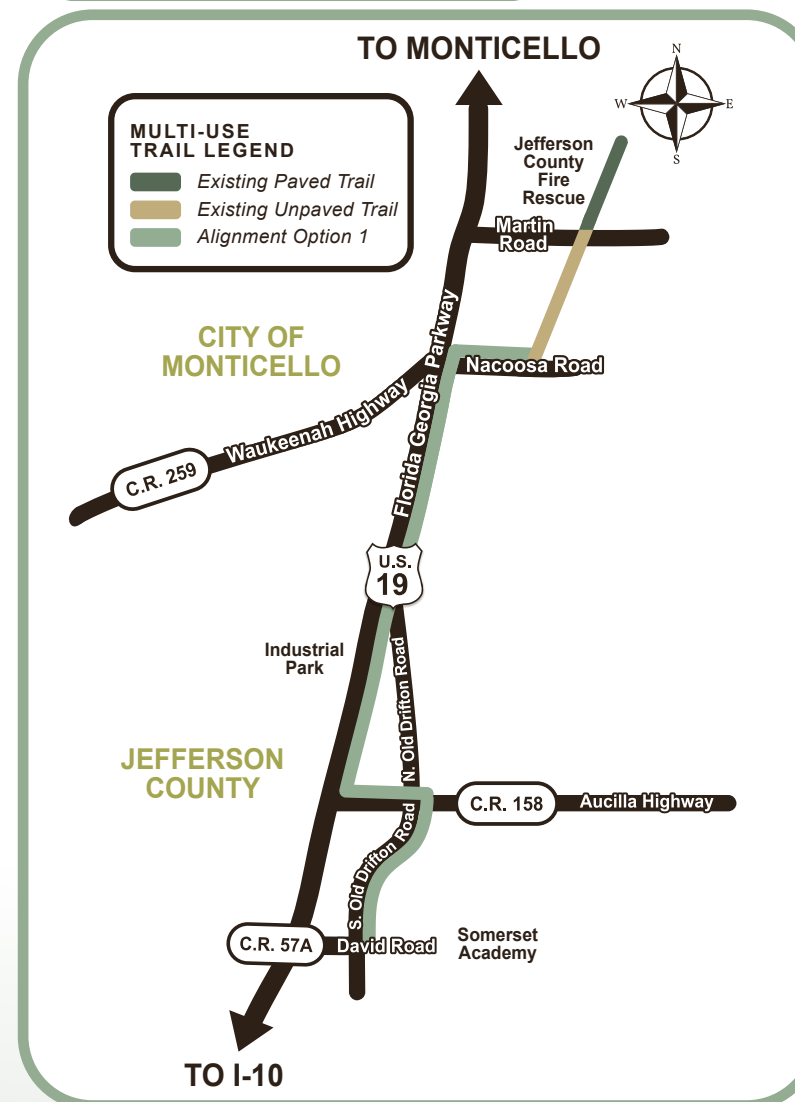 TO MONTICELLO
N
W
E
S
MULTI-USE
TRAIL LEGEND
Existing Paved Trail
Existing Unpaved Trail
Alignment Option 1
Jefferson
County
Fire
Rescue
Martin
Road
CITY OF
MONTICELLO
Florida Georgia Parkway
Nacoosa Road
Waukeenah Highway
C.R. 259
U.S.
19
Industrial
Park
N. Old Drifton Road
JEFFERSON
COUNTY
C.R. 158
Aucilla Highway
S. Old Drifton Road
C.R. 57A
David Road
Somerset
Academy
TO I-10